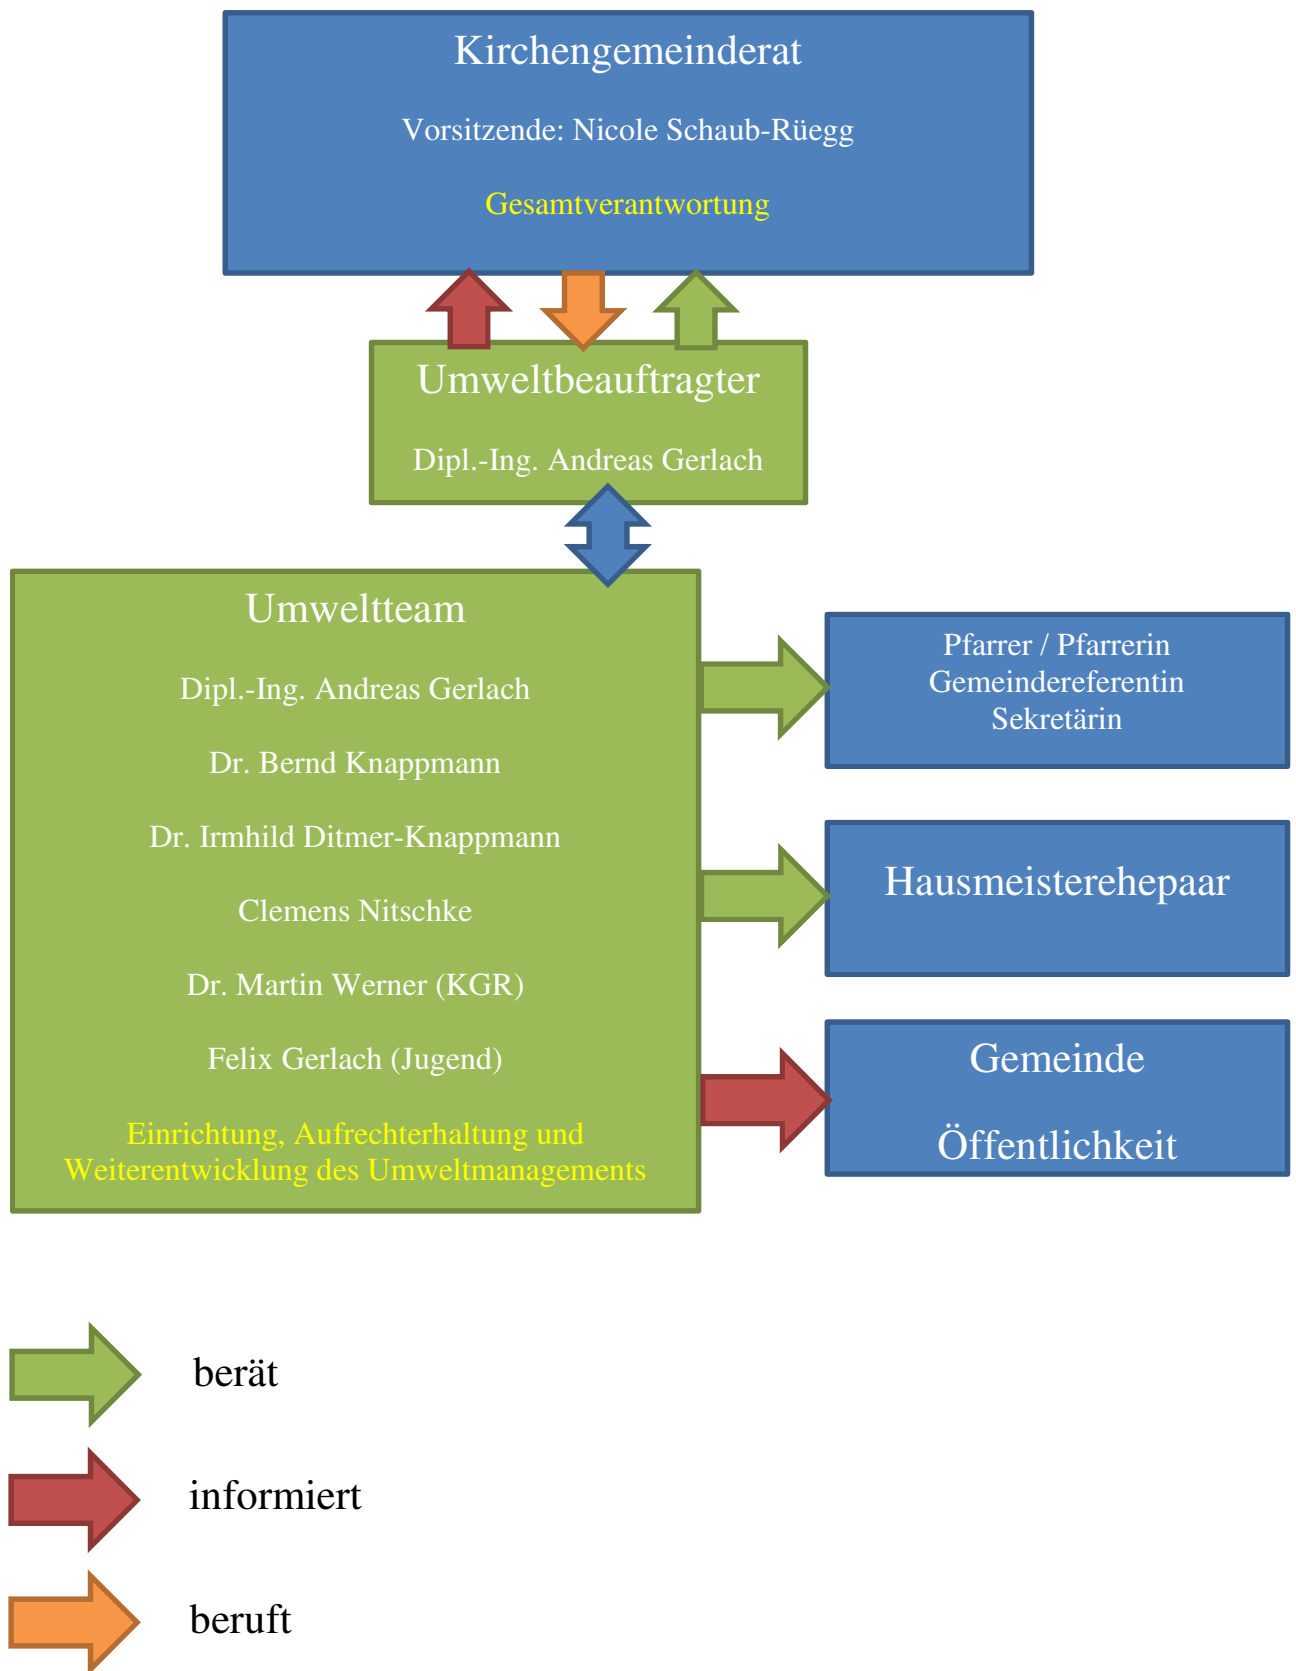 Kirchengemeinderat
Vorsitzende: Nicole Schaub-Rüegg
Gesamtverantwortung
Umweltbeauftragter
Dipl.-Ing. Andreas Gerlach
Umweltteam
Dipl.-Ing. Andreas Gerlach
Dr. Bernd Knappmann
Dr. Irmhild Ditmer-Knappmann
Clemens Nitschke
Dr. Martin Werner (KGR)
Felix Gerlach (Jugend)
Einrichtung, Aufrechterhaltung und
Weiterentwicklung des Umweltmanagements
Pfarrer / Pfarrerin
Gemeindereferentin
Sekretärin
Hausmeisterehepaar
Gemeinde
Öffentlichkeit
berät
informiert
beruft